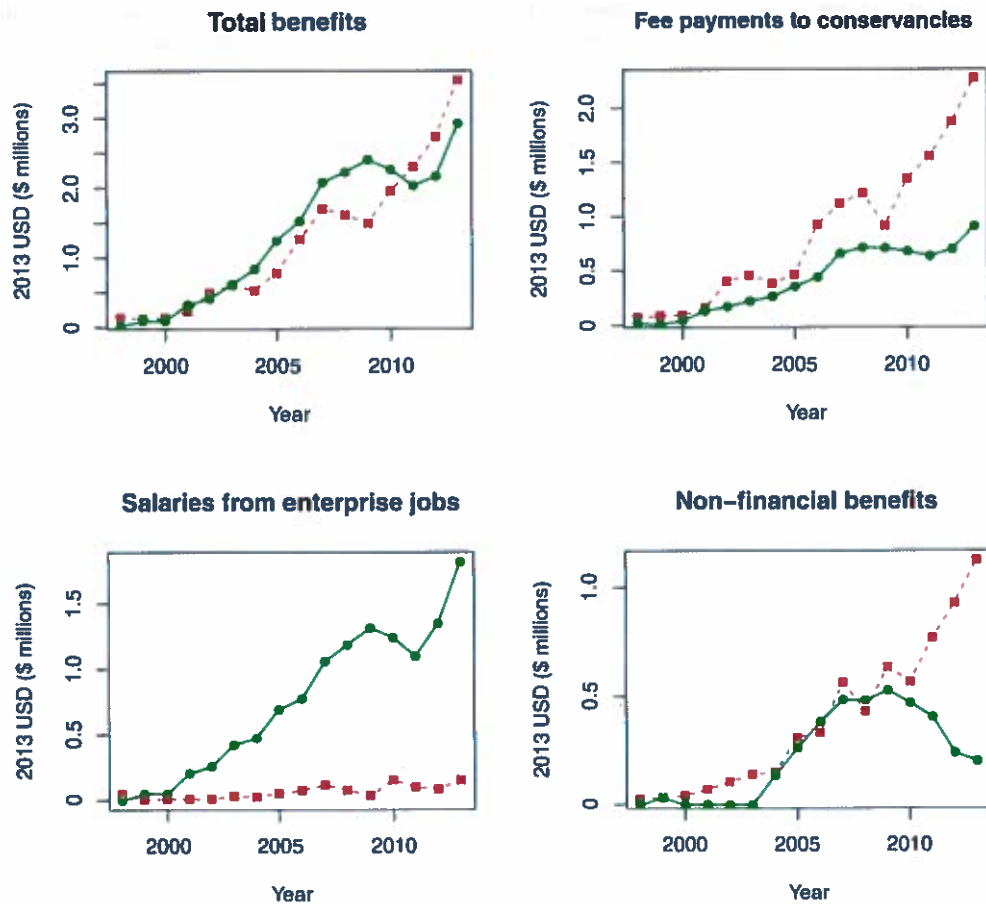 Total benefits
2013 USD ($ millions)
3.0
2.0
1.0
0
2000 2005 2010
Year
Fee payments to conservancies
2013 USD ($ millions)
2.0
1.5
1.0
0.5
0
2000 2005 2010
Year
Salaries from enterprise jobs
2013 USD ($ millions)
1.5
1.0
0.5
0
2000 2005 2010
Year
Non–financial benefits
2013 USD ($ millions)
1.0
0.5
0
2000 2005 2010
Year